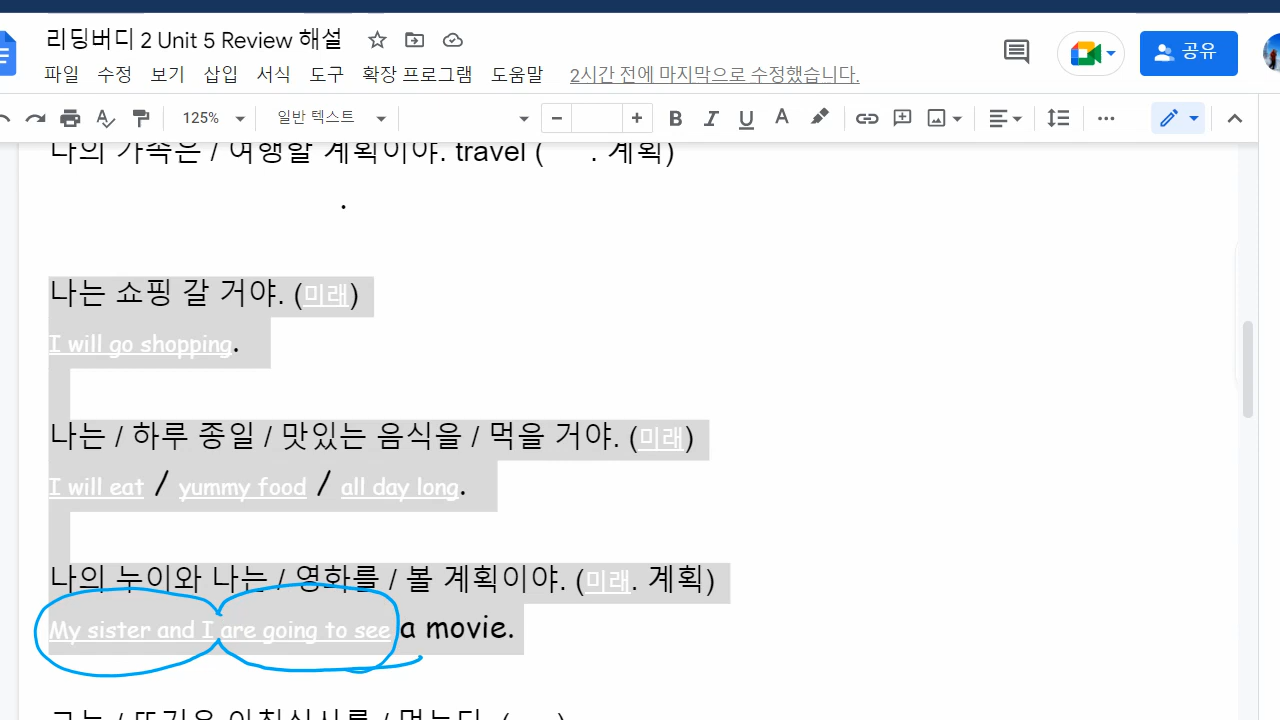 리딩버디 2 Unit 5 Review 해설
파일 수정 보기 삽입 서식 도구 확장 프로그램 도움말 2시간 전에 마지막으로 수정했습니다.
공유
125% 일반 텍스트
나의 가족은 / 여행할 계획이야. travel ( . 계획)
.
나는 쇼핑 갈 거야. (미래)
I will go shopping.
나는 / 하루 종일 / 맛있는 음식을 / 먹을 거야. (미래)
I will eat / yummy food / all day long.
나의 누이와 나는 / 영화를 / 볼 계획이야. (미래. 계획)
My sister and I are going to see a movie.